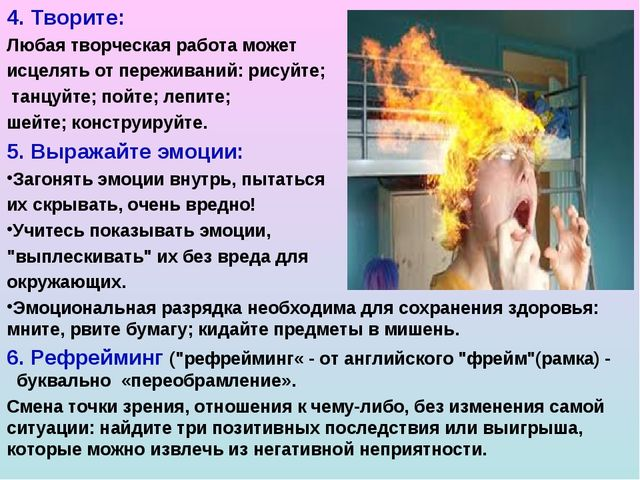 4. Творите:
Любая творческая работа может
исцелять от переживаний: рисуйте;
танцуйте; пойте; лепите;
шейте; конструируйте.
5. Выражайте эмоции:
•Загонять эмоции внутрь, пытаться
их скрывать, очень вредно!
•Учитесь показывать эмоции,
"выплескивать" их без вреда для
окружающих.
•Эмоциональная разрядка необходима для сохранения здоровья:
мните, рвите бумагу; кидайте предметы в мишень.
6. Рефрейминг ("рефрейминг« - от английского "фрейм"(рамка) -
буквально «переобрамление».
Смена точки зрения, отношения к чему-либо, без изменения самой
ситуации: найдите три позитивных последствия или выигрыша,
которые можно извлечь из негативной неприятности.